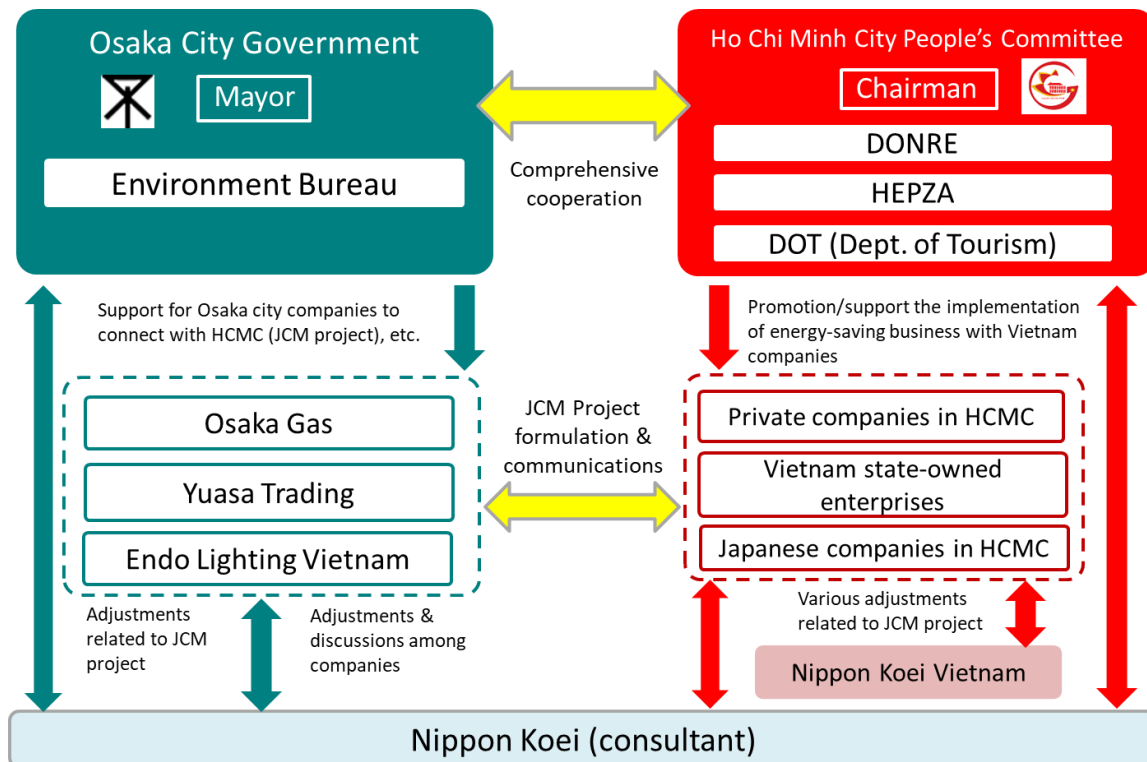 Osaka City Government
Mayor
Environment Bureau
Comprehensive
cooperation
Ho Chi Minh City People's Committee
Chairman
DONRE
HEPZA
DOT (Dept. of Tourism)
Support for Osaka city companies to
connect with HCMC (JCM project), etc.
Promotion/support the implementation
of energy-saving business with Vietnam
companies
Osaka Gas
Yuasa Trading
Endo Lighting Vietnam
JCM Project
formulation &
communications
Private companies in HCMC
Vietnam state-owned
enterprises
Japanese companies in HCMC
Adjustments
related to JCM
project
Adjustments &
discussions among
companies
Various adjustments
related to JCM project
Nippon Koei Vietnam
Nippon Koei (consultant)